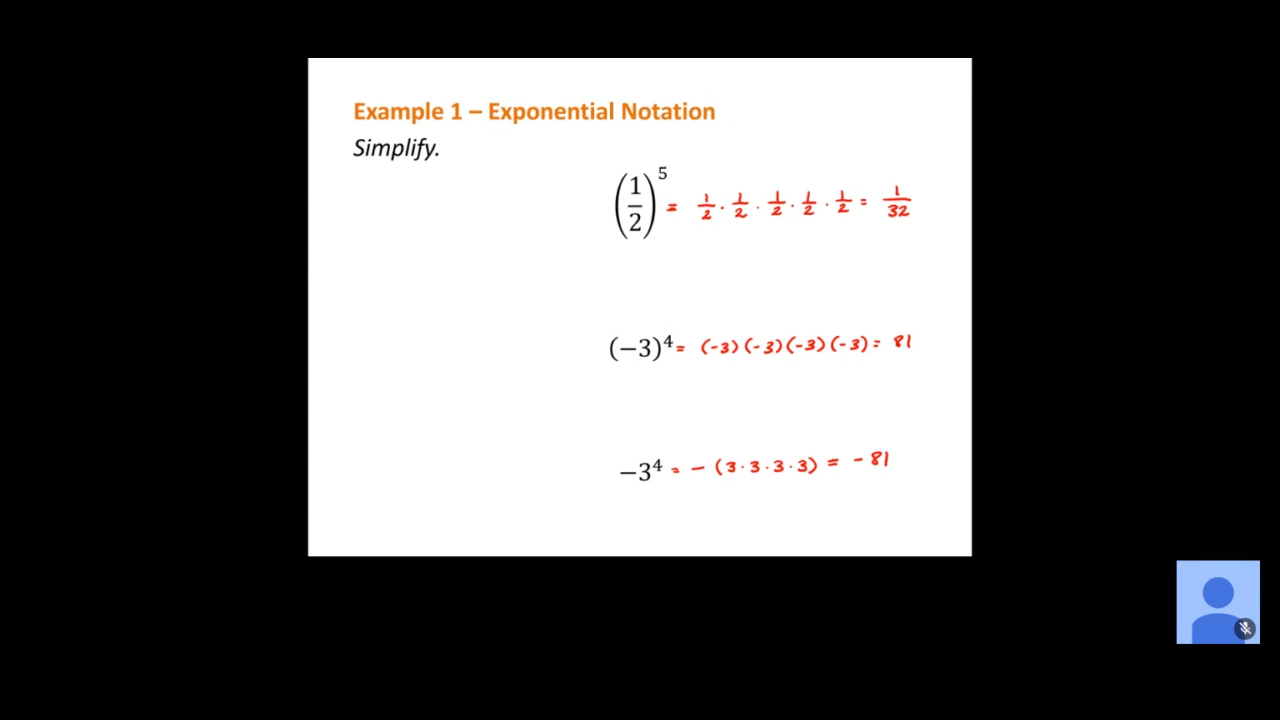 Example 1 – Exponential Notation
Simplify.
(1/2)^5 = 1/2 · 1/2 · 1/2 · 1/2 · 1/2 = 1/32
(−3)^4 = (-3)(-3)(-3)(-3) = 81
−3^4 = - (3·3·3·3) = - 81